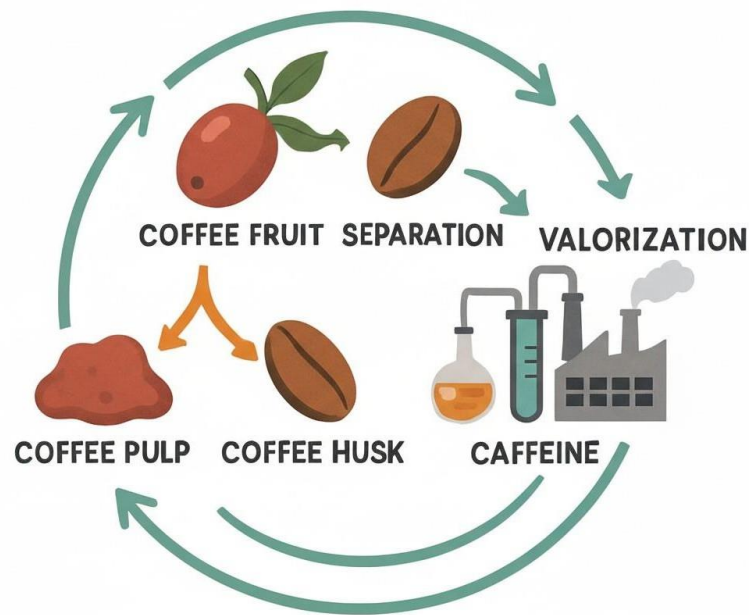 COFFEE FRUIT
SEPARATION
VALORIZATION
COFFEE PULP
COFFEE HUSK
CAFFEINE